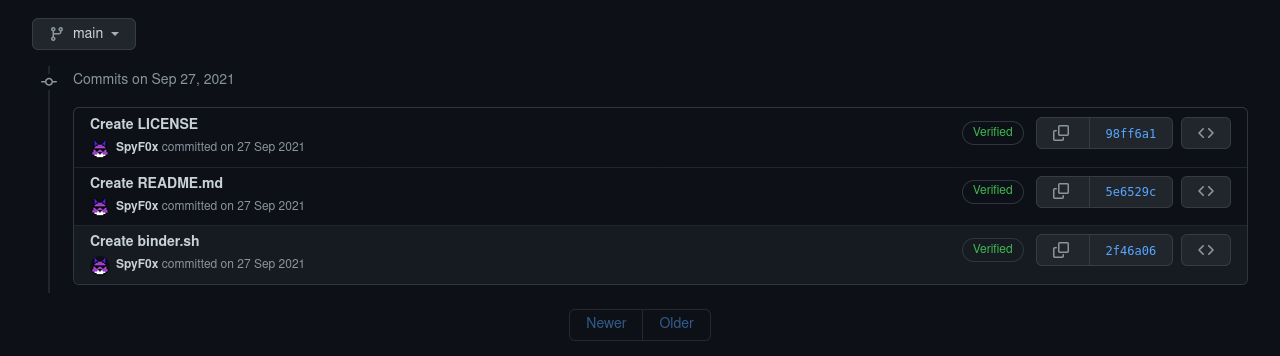 main
Commits on Sep 27, 2021
Create LICENSE
Verified
98ff6a1
SpyF0x committed on 27 Sep 2021
Create README.md
Verified
5e6529c
SpyF0x committed on 27 Sep 2021
Create binder.sh
Verified
2f46a06
SpyF0x committed on 27 Sep 2021
Newer Older